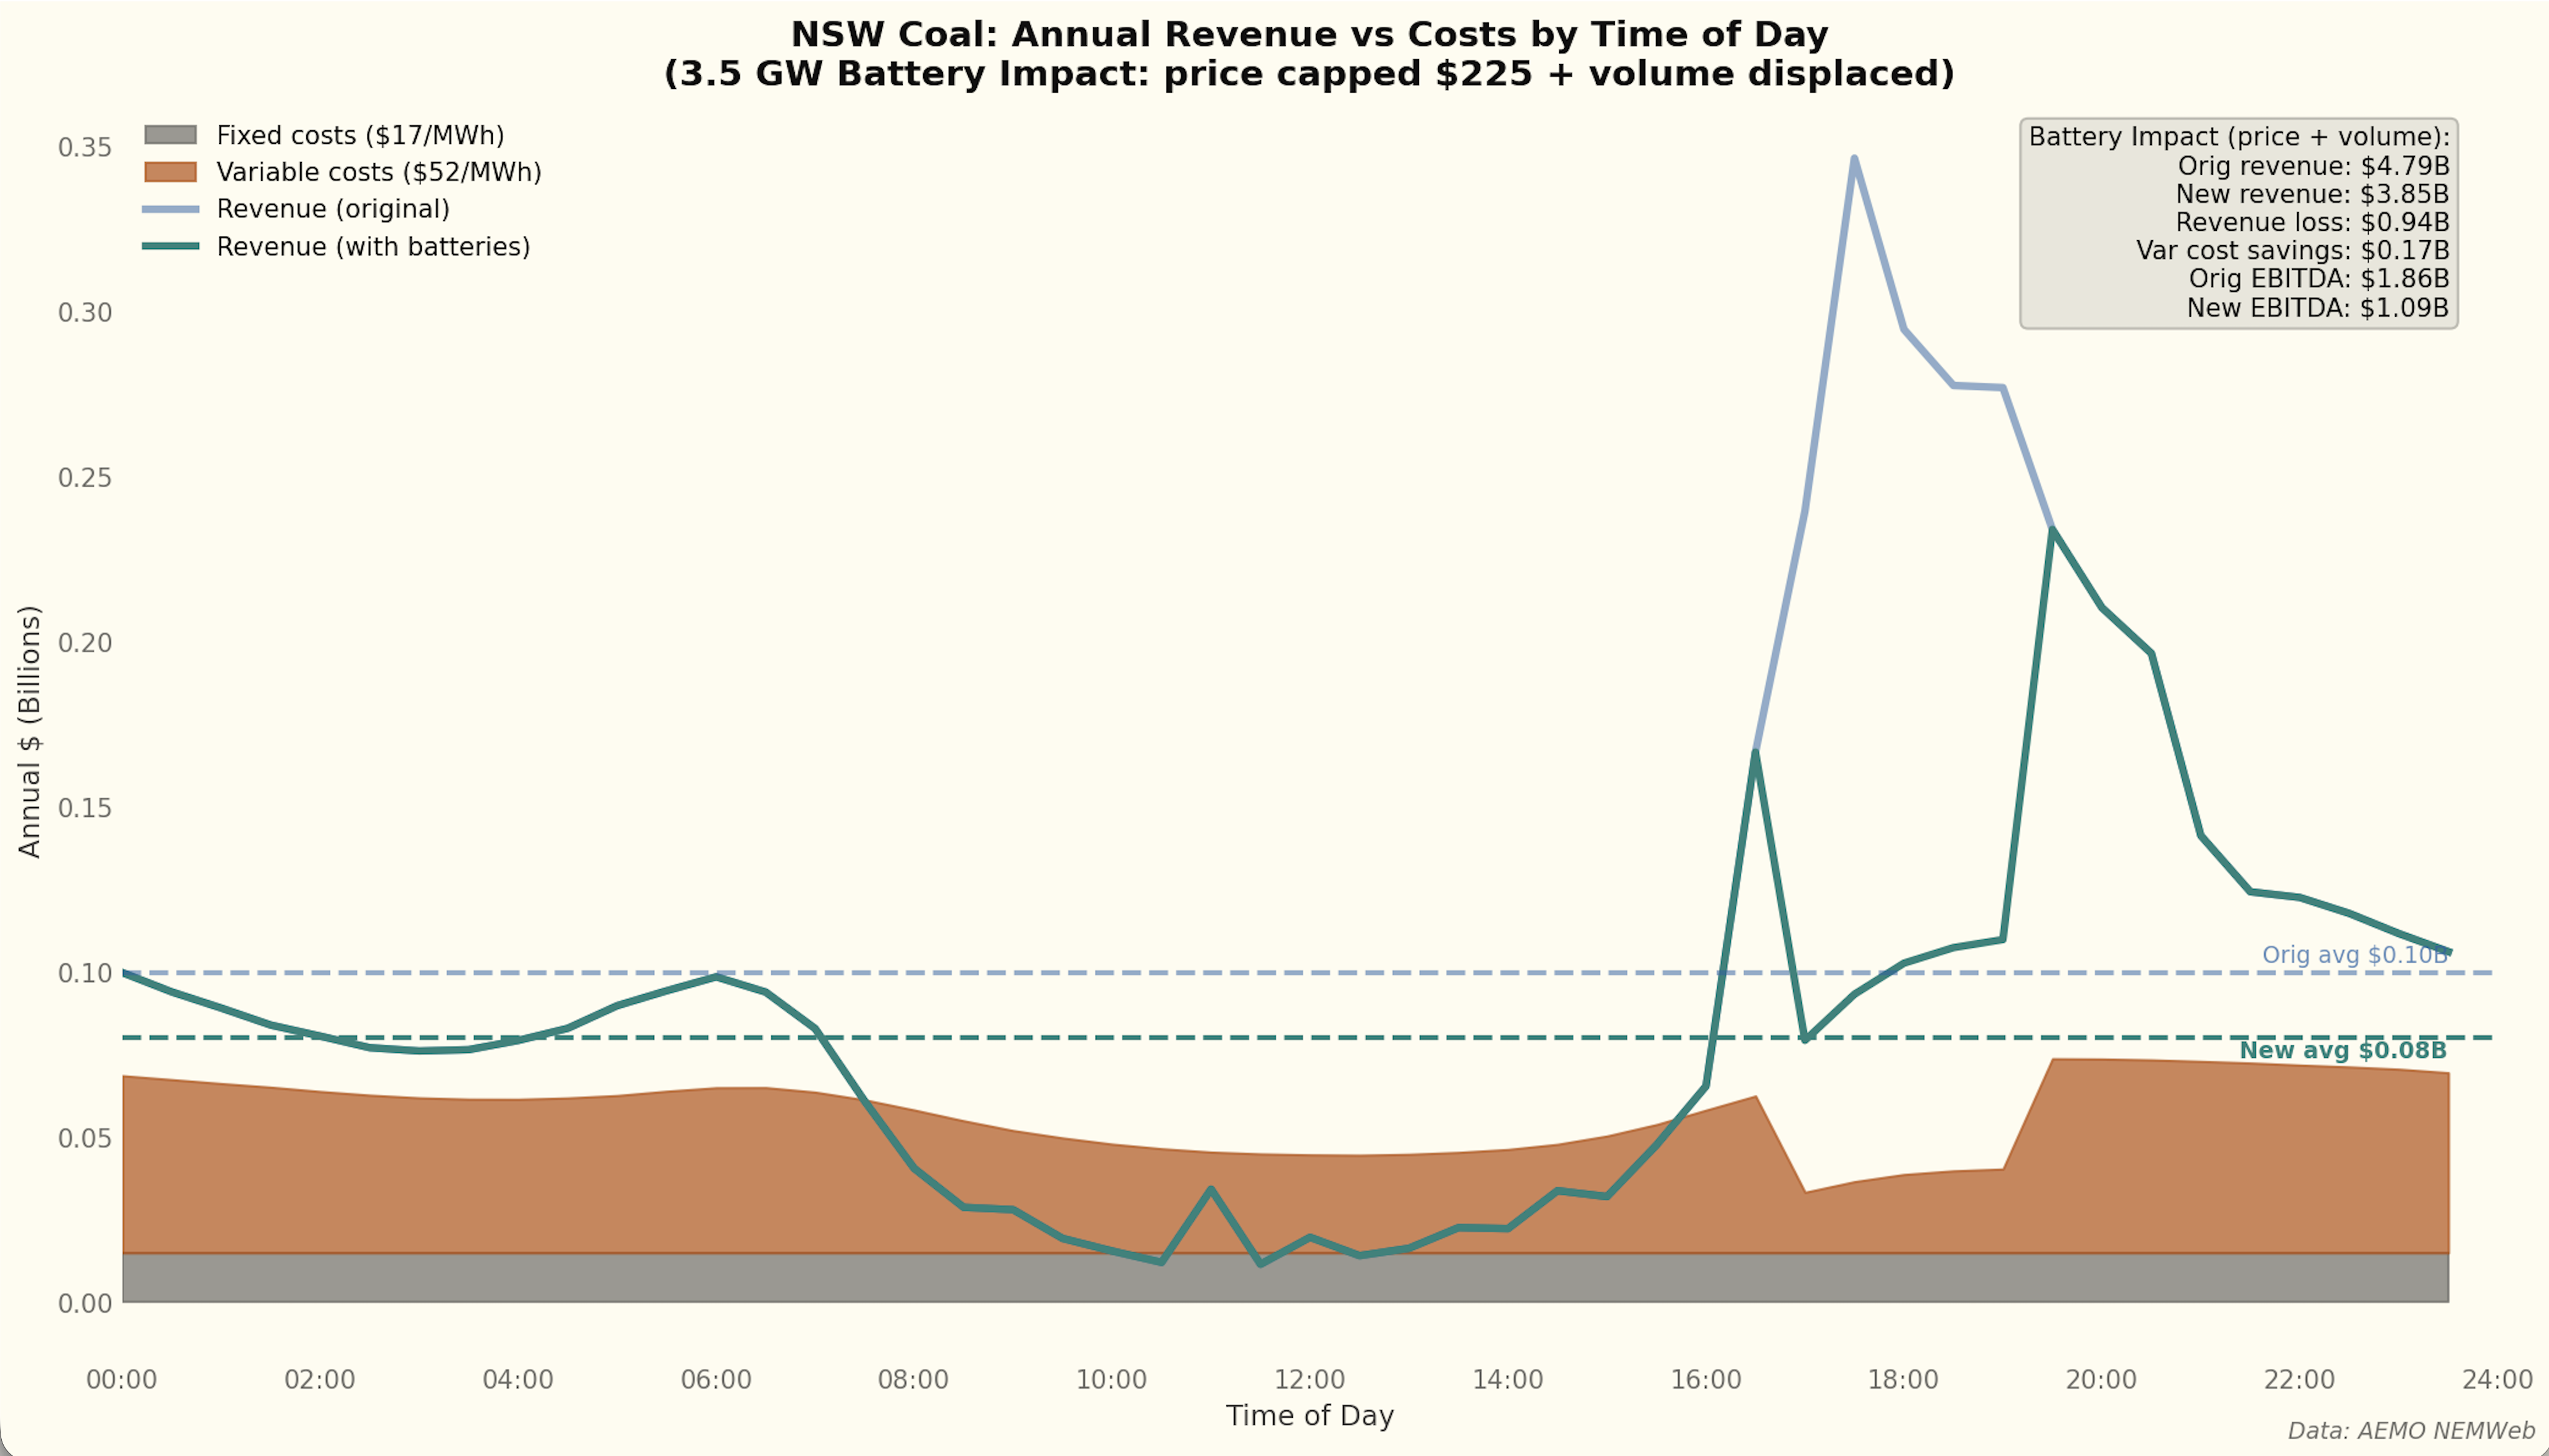 NSW Coal: Annual Revenue vs Costs by Time of Day
(3.5 GW Battery Impact: price capped $225 + volume displaced)
Fixed costs ($17/MWh)
Variable costs ($52/MWh)
Revenue (original)
Revenue (with batteries)
Battery Impact (price + volume):
Orig revenue: $4.79B
New revenue: $3.85B
Revenue loss: $0.94B
Var cost savings: $0.17B
Orig EBITDA: $1.86B
New EBITDA: $1.09B
Annual $ (Billions)
0.35
0.30
0.25
0.20
0.15
0.10
0.05
0.00
Orig avg $0.10B
New avg $0.08B
00:00
02:00
04:00
06:00
08:00
10:00
12:00
14:00
16:00
18:00
20:00
22:00
24:00
Time of Day
Data: AEMO NEMWeb